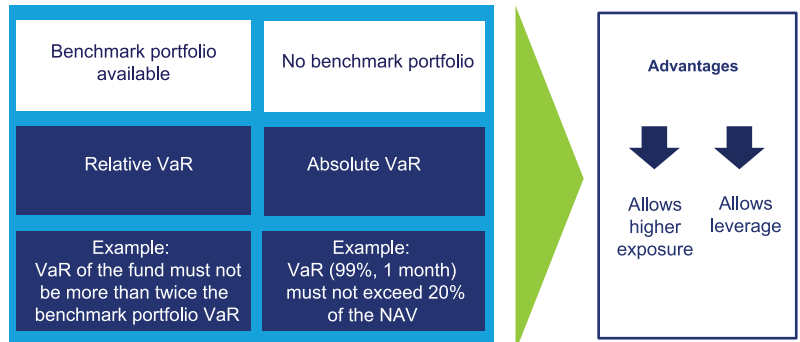 Benchmark portfolio
available
No benchmark portfolio
Relative VaR
Absolute VaR
Example:
VaR of the fund must not
be more than twice the
benchmark portfolio VaR
Example:
VaR (99%, 1 month)
must not exceed 20%
of the NAV
Advantages
Allows
higher
exposure
Allows
leverage